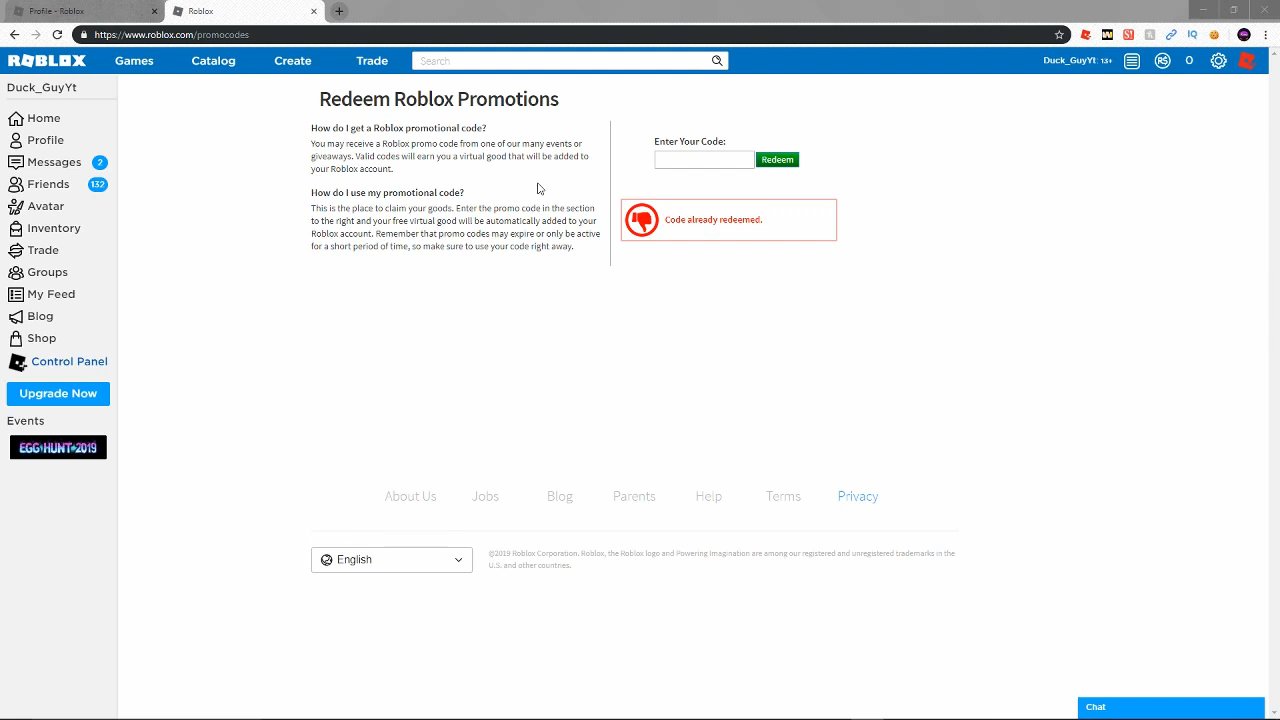 Profile - Roblox
Roblox
https://www.roblox.com/promocodes
ROBLOX
Games
Catalog
Create
Trade
Search
Duck_GuyYt: 13+
R$
0
Duck_GuyYt
Home
Profile
Messages 2
Friends 132
Avatar
Inventory
Trade
Groups
My Feed
Blog
Shop
Control Panel
Upgrade Now
Events
EGG HUNT 2019
Redeem Roblox Promotions
How do I get a Roblox promotional code?
You may receive a Roblox promo code from one of our many events or
giveaways. Valid codes will earn you a virtual good that will be added to
your Roblox account.
How do I use my promotional code?
This is the place to claim your goods. Enter the promo code in the section
to the right and your free virtual good will be automatically added to your
Roblox account. Remember that promo codes may expire or only be active
for a short period of time, so make sure to use your code right away.
Enter Your Code:
Redeem
Code already redeemed.
About Us
Jobs
Blog
Parents
Help
Terms
Privacy
English
©2019 Roblox Corporation. Roblox, the Roblox logo and Powering Imagination are among our registered and unregistered trademarks in the
U.S. and other countries.
Chat